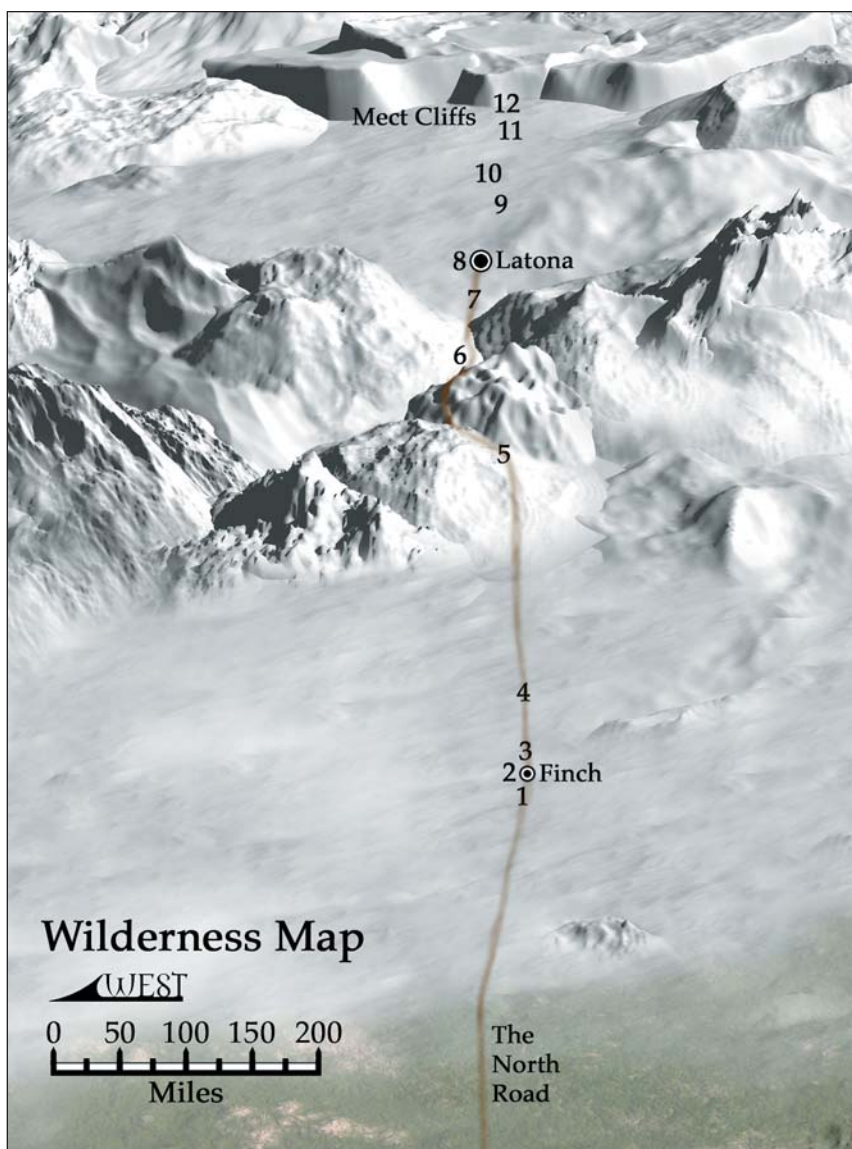 12
Mect Cliffs
11
10
9
8 Latona
7
6
5
4
3
2 Finch
1
Wilderness Map
WEST
0 50 100 150 200
Miles
The
North
Road